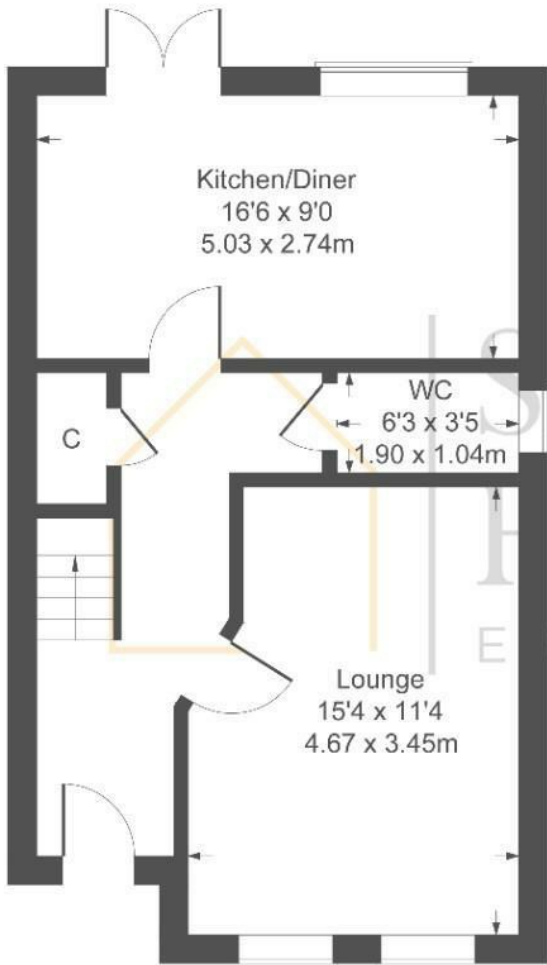 Kitchen/Diner
16'6 x 9'0
5.03 x 2.74m
WC
6'3 x 3'5
1.90 x 1.04m
C
Lounge
15'4 x 11'4
4.67 x 3.45m
S
E